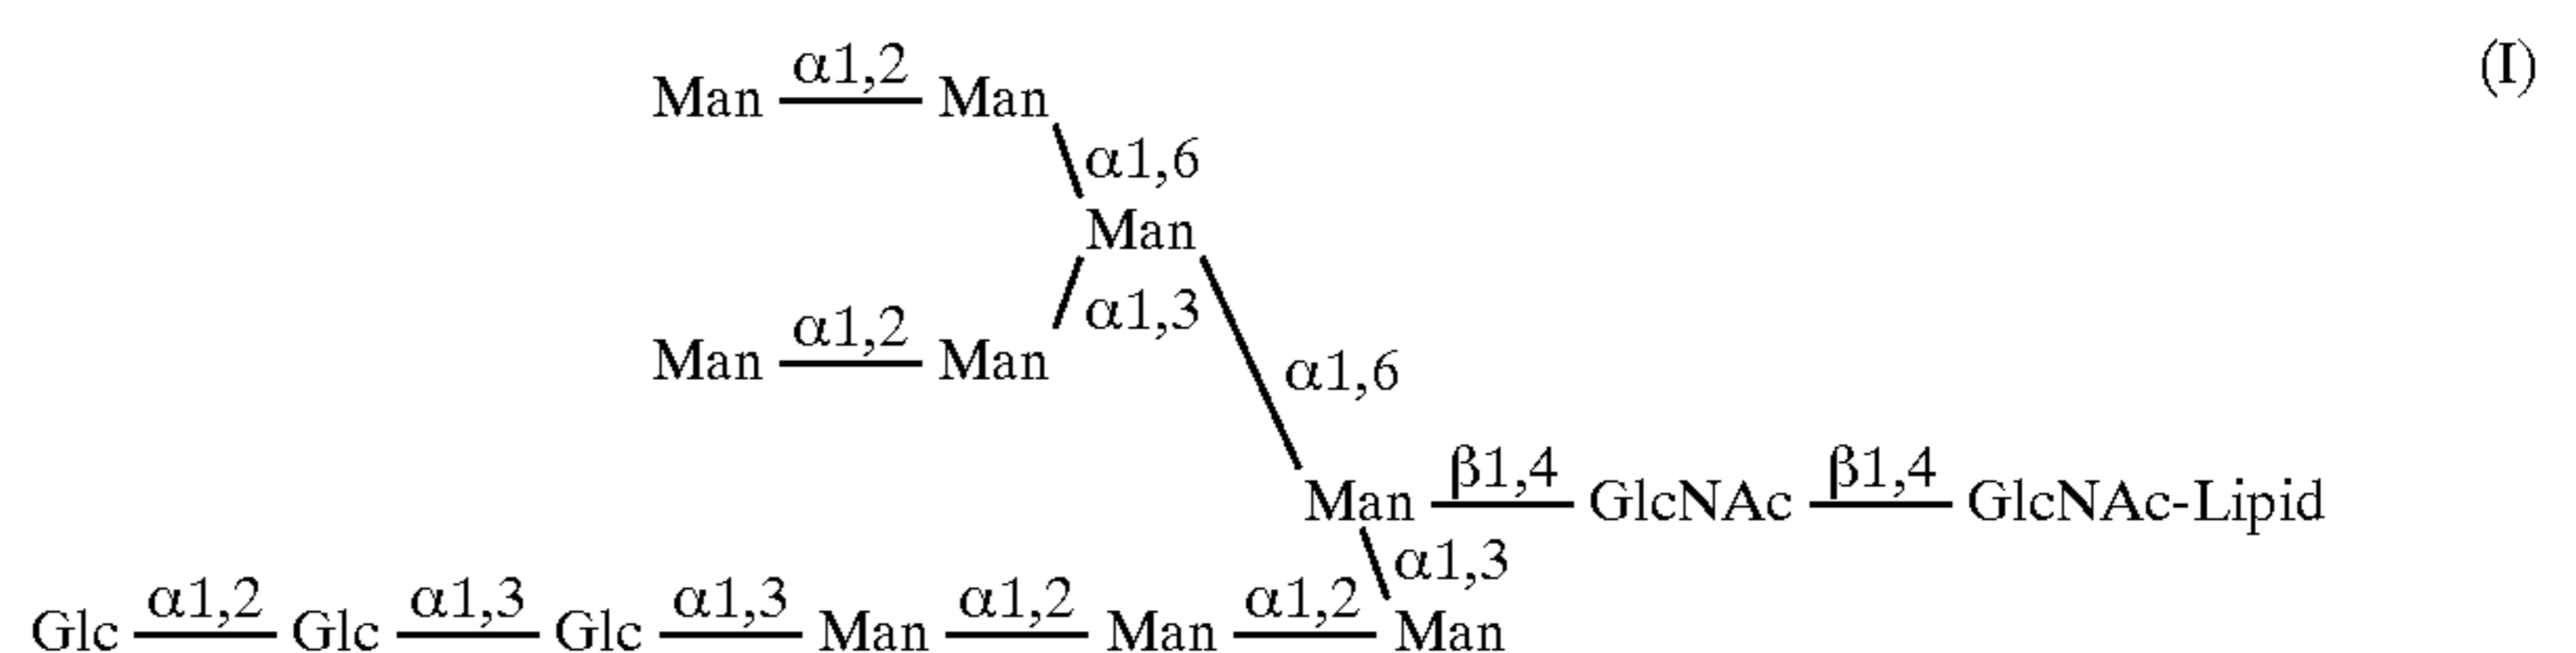 (I)
α1,2
Man Man
α1,6
Man
α1,3
α1,2
Man Man
α1,6
β1,4 β1,4
Man GlcNAc GlcNAc-Lipid
α1,3
α1,2 α1,3 α1,3 α1,2 α1,2
Glc Glc Glc Man Man Man